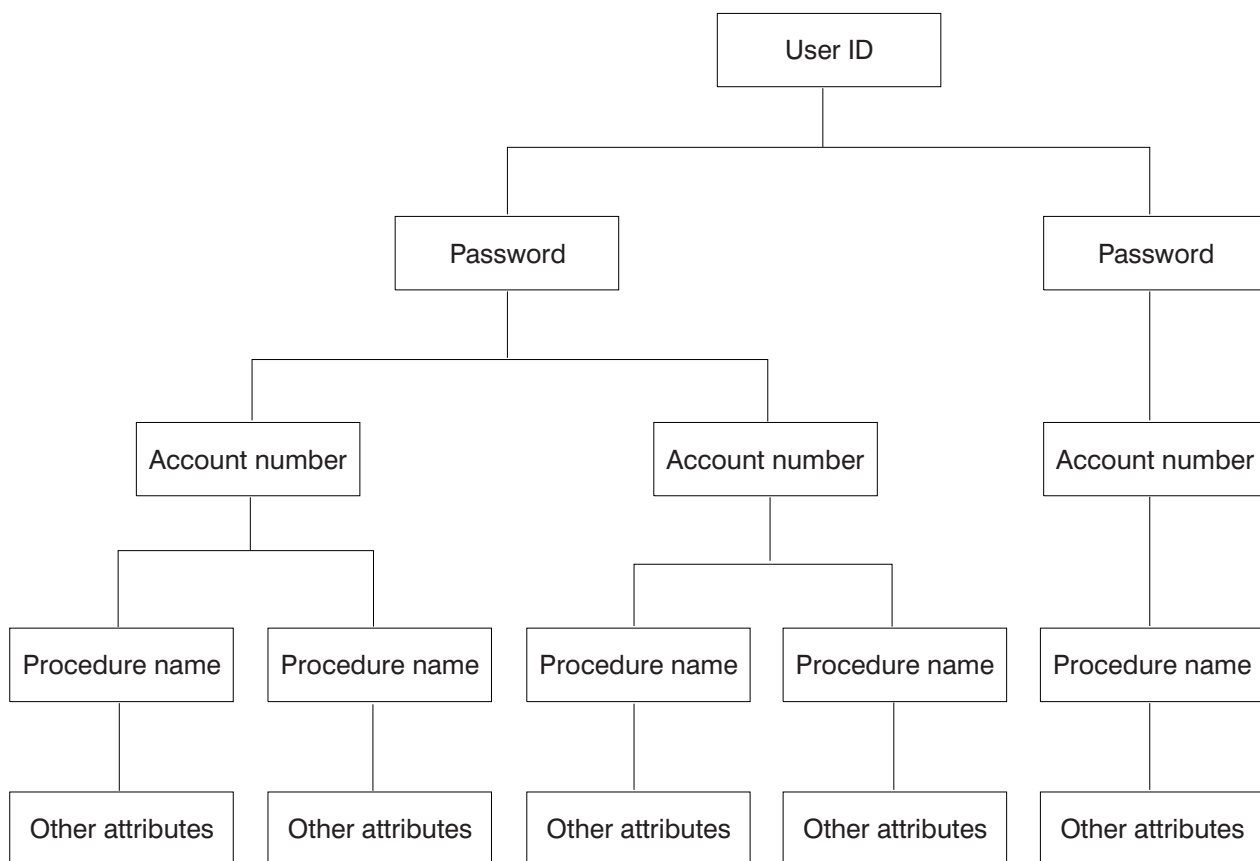 User ID
Password
Password
Account number
Account number
Account number
Procedure name
Procedure name
Procedure name
Procedure name
Procedure name
Other attributes
Other attributes
Other attributes
Other attributes
Other attributes